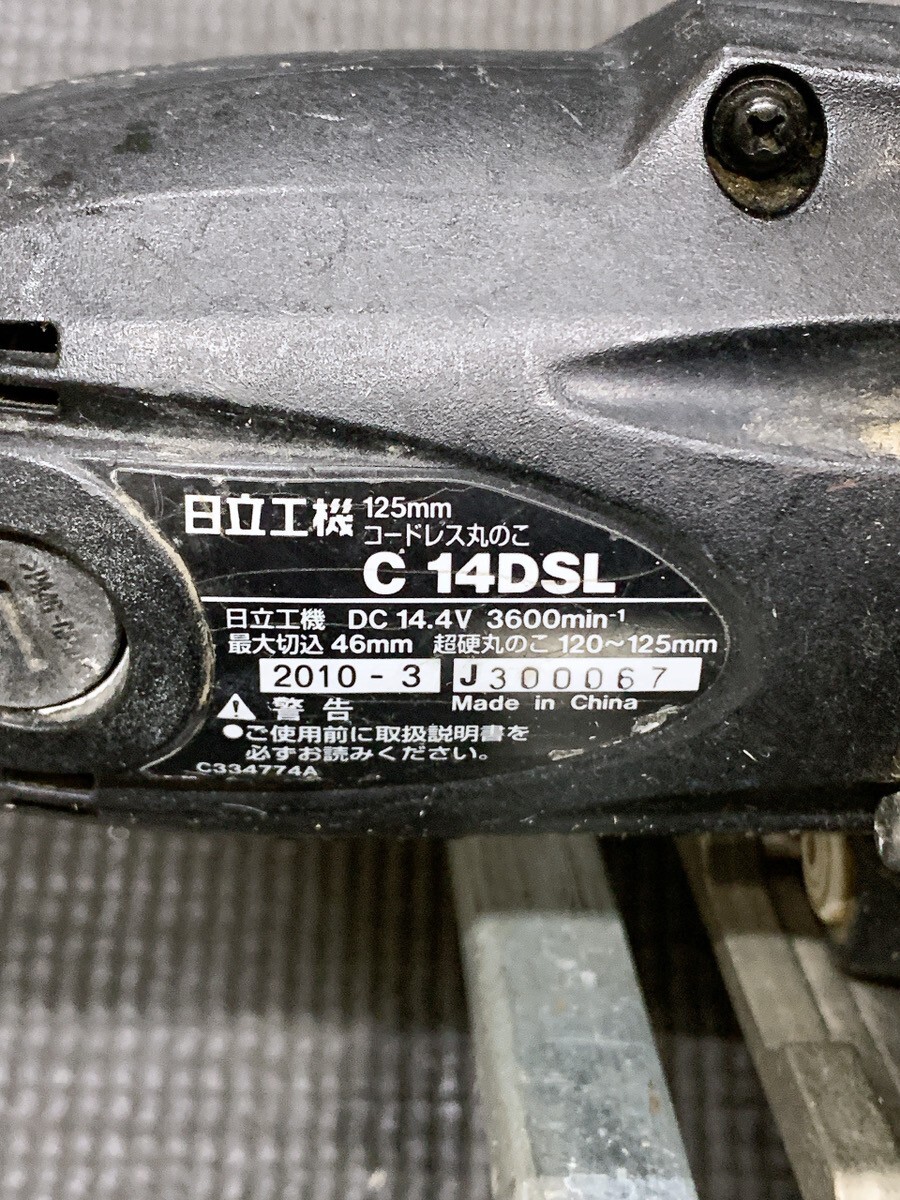 日立工機 125mm
コードレス丸のこ
C 14DSL
日立工機 DC 14.4V 3600min⁻¹
最大切込 46mm 超硬丸のこ 120〜125mm
2010 - 3 J300067
⚠警告 Made in China
●ご使用前に取扱説明書を
必ずお読みください。
C334774A